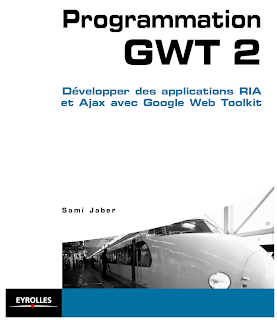 Programmation
GWT 2
Développer des applications RIA
et Ajax avec Google Web Toolkit
Sami Jaber
EYROLLES